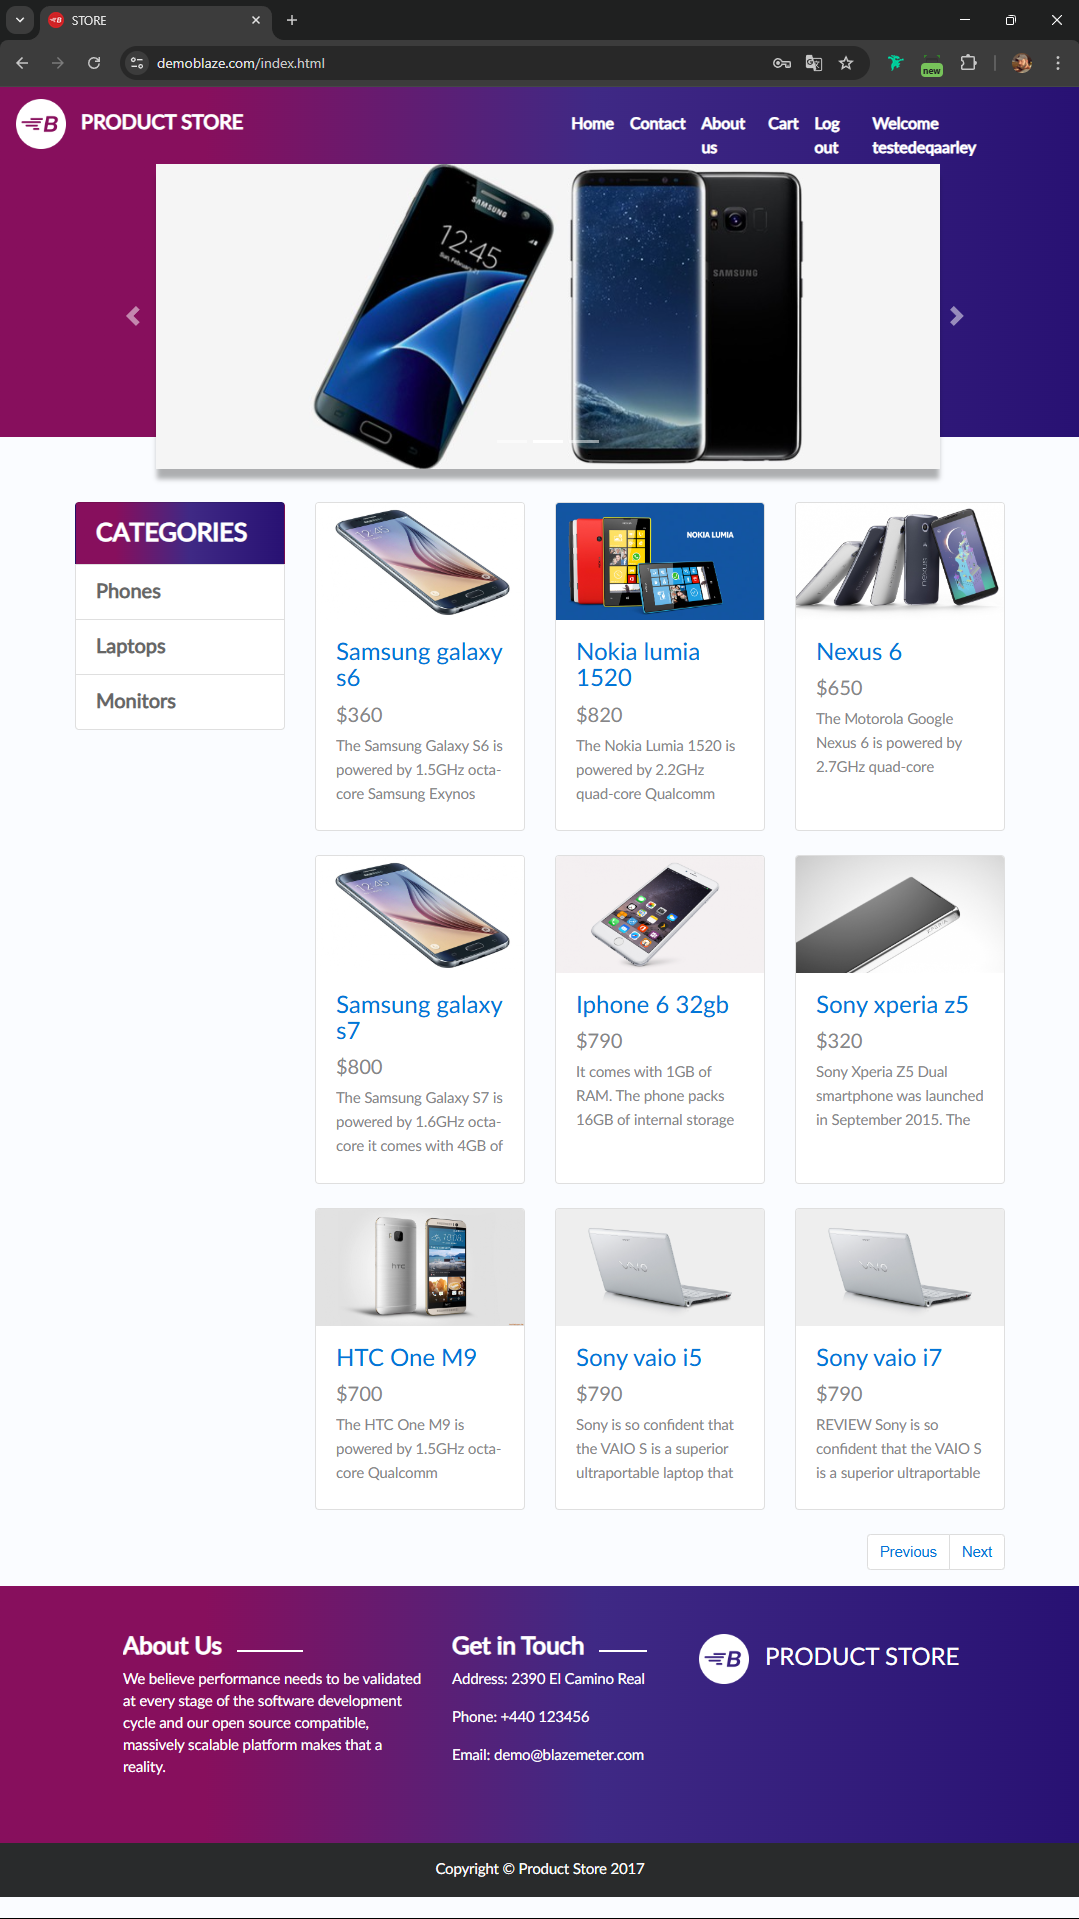 STORE
demoblaze.com/index.html
new
B PRODUCT STORE
Home Contact About us Cart Log out Welcome testedeqaarley
SAMSUNG
12:45
Sun, February 21
SAMSUNG
CATEGORIES
Phones
Laptops
Monitors
NOKIA LUMIA
nexus
Samsung galaxy
s6
$360
The Samsung Galaxy S6 is
powered by 1.5GHz octa-
core Samsung Exynos
Nokia lumia
1520
$820
The Nokia Lumia 1520 is
powered by 2.2GHz
quad-core Qualcomm
Nexus 6
$650
The Motorola Google
Nexus 6 is powered by
2.7GHz quad-core
Samsung galaxy
s7
$800
The Samsung Galaxy S7 is
powered by 1.6GHz octa-
core it comes with 4GB of
Iphone 6 32gb
$790
It comes with 1GB of
RAM. The phone packs
16GB of internal storage
Sony xperia z5
$320
Sony Xperia Z5 Dual
smartphone was launched
in September 2015. The
hTC
HTC One M9
$700
The HTC One M9 is
powered by 1.5GHz octa-
core Qualcomm
VAIO
Sony vaio i5
$790
Sony is so confident that
the VAIO S is a superior
ultraportable laptop that
VAIO
Sony vaio i7
$790
REVIEW Sony is so
confident that the VAIO S
is a superior ultraportable
Previous Next
About Us
We believe performance needs to be validated
at every stage of the software development
cycle and our open source compatible,
massively scalable platform makes that a
reality.
Get in Touch
Address: 2390 El Camino Real
Phone: +440 123456
Email: demo@blazemeter.com
B PRODUCT STORE
Copyright © Product Store 2017